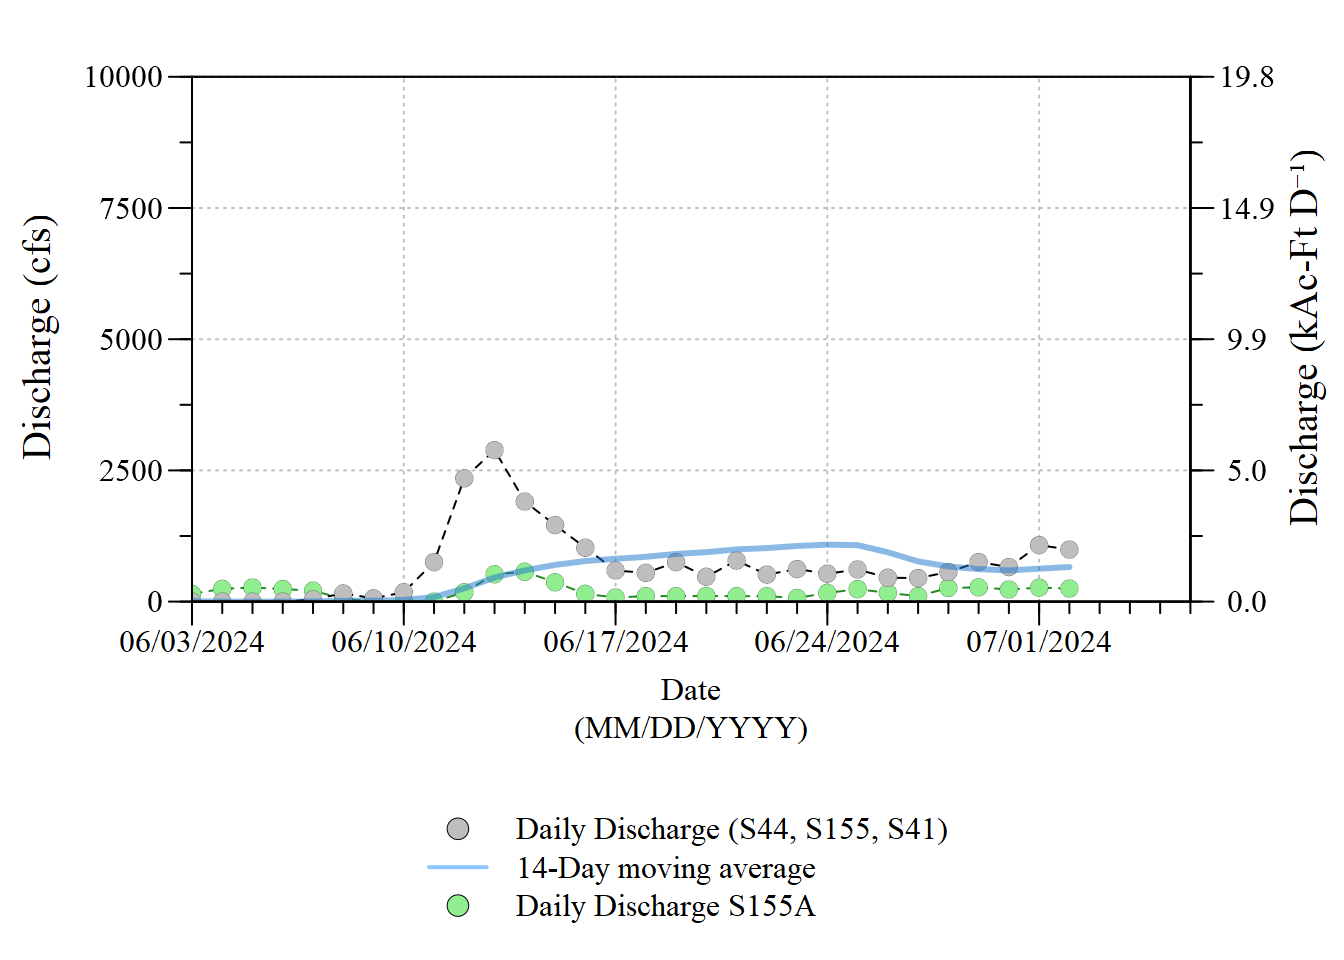 10000
7500
5000
2500
0
Discharge (cfs)
19.8
14.9
9.9
5.0
0.0
Discharge (kAc-Ft D⁻¹)
06/03/2024 06/10/2024 06/17/2024 06/24/2024 07/01/2024
Date
(MM/DD/YYYY)
Daily Discharge (S44, S155, S41)
14-Day moving average
Daily Discharge S155A